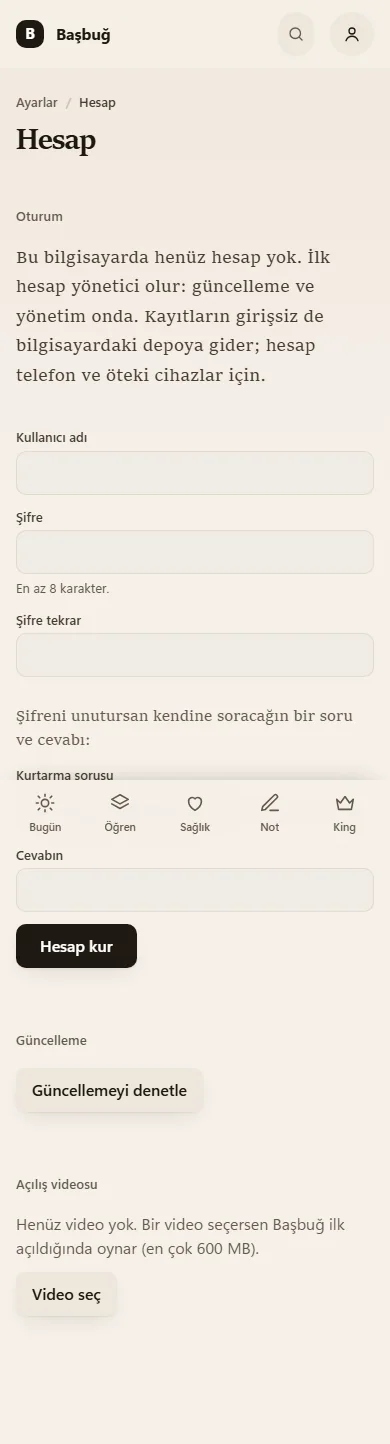 B Başbuğ
Ayarlar / Hesap
Hesap
Oturum
Bu bilgisayarda henüz hesap yok. İlk
hesap yönetici olur: güncelleme ve
yönetim onda. Kayıtların girişsiz de
bilgisayardaki depoya gider; hesap
telefon ve öteki cihazlar için.
Kullanıcı adı
Şifre
En az 8 karakter.
Şifre tekrar
Şifreni unutursan kendine soracağın bir soru
ve cevabı:
Kurtarma sorusu
Bugün Öğren Sağlık Not King
Cevabın
Hesap kur
Güncelleme
Güncellemeyi denetle
Açılış videosu
Henüz video yok. Bir video seçersen Başbuğ ilk
açıldığında oynar (en çok 600 MB).
Video seç